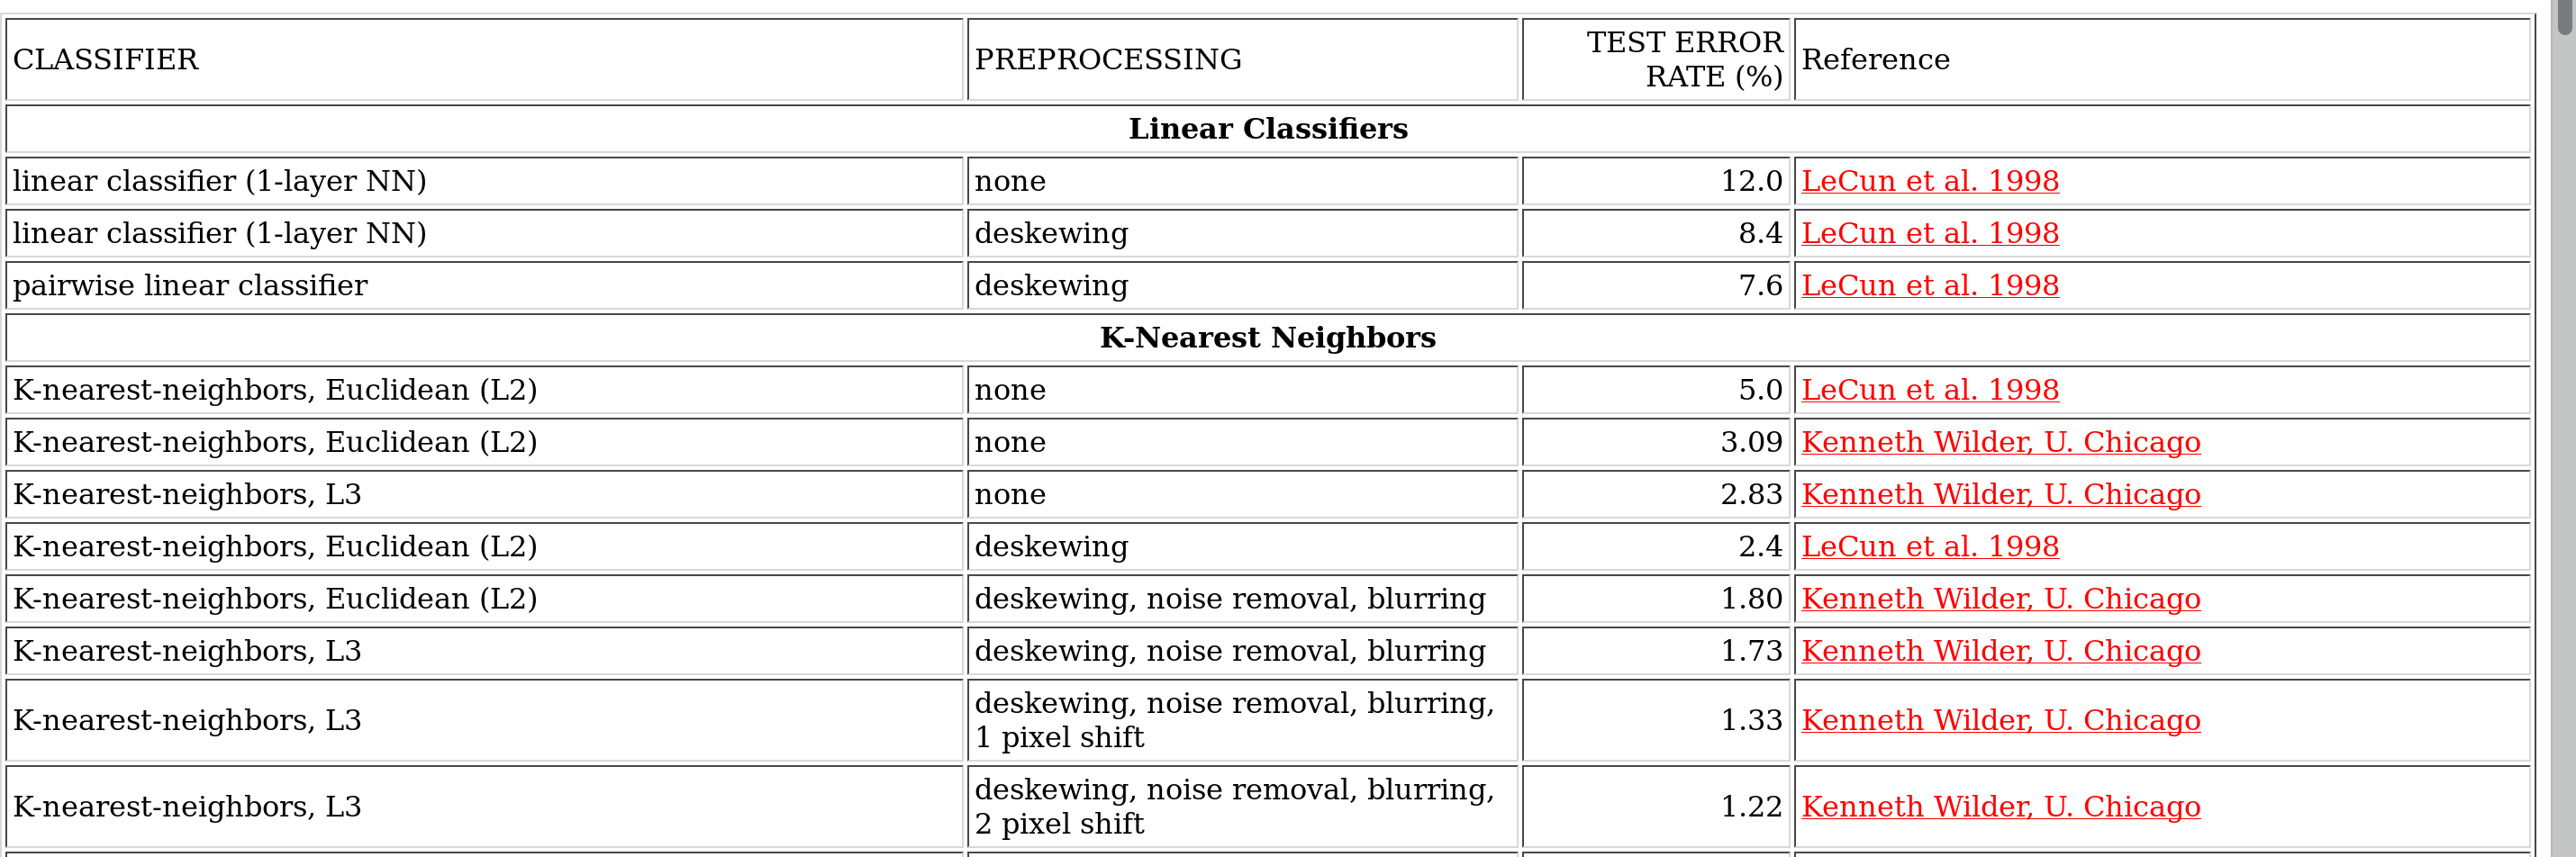 CLASSIFIER PREPROCESSING TEST ERROR RATE (%) Reference
Linear Classifiers
linear classifier (1-layer NN) none 12.0 LeCun et al. 1998
linear classifier (1-layer NN) deskewing 8.4 LeCun et al. 1998
pairwise linear classifier deskewing 7.6 LeCun et al. 1998
K-Nearest Neighbors
K-nearest-neighbors, Euclidean (L2) none 5.0 LeCun et al. 1998
K-nearest-neighbors, Euclidean (L2) none 3.09 Kenneth Wilder, U. Chicago
K-nearest-neighbors, L3 none 2.83 Kenneth Wilder, U. Chicago
K-nearest-neighbors, Euclidean (L2) deskewing 2.4 LeCun et al. 1998
K-nearest-neighbors, Euclidean (L2) deskewing, noise removal, blurring 1.80 Kenneth Wilder, U. Chicago
K-nearest-neighbors, L3 deskewing, noise removal, blurring 1.73 Kenneth Wilder, U. Chicago
K-nearest-neighbors, L3 deskewing, noise removal, blurring, 1 pixel shift 1.33 Kenneth Wilder, U. Chicago
K-nearest-neighbors, L3 deskewing, noise removal, blurring, 2 pixel shift 1.22 Kenneth Wilder, U. Chicago